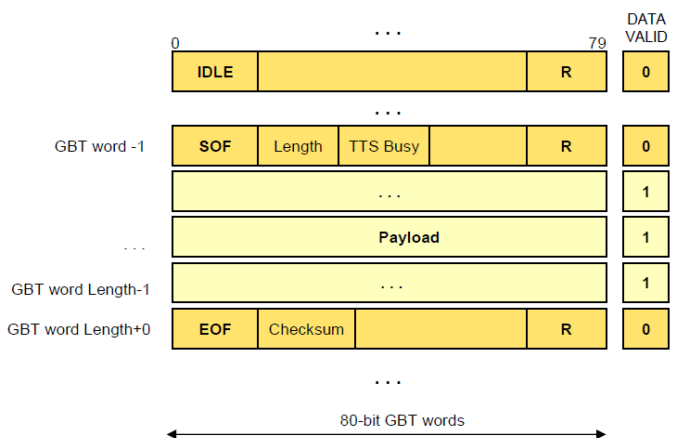 DATA
VALID
. . .
0 79
IDLE R 0
. . .
GBT word -1 SOF Length TTS Busy R 0
. . . 1
. . . Payload 1
GBT word Length-1 . . . 1
GBT word Length+0 EOF Checksum R 0
. . .
80-bit GBT words